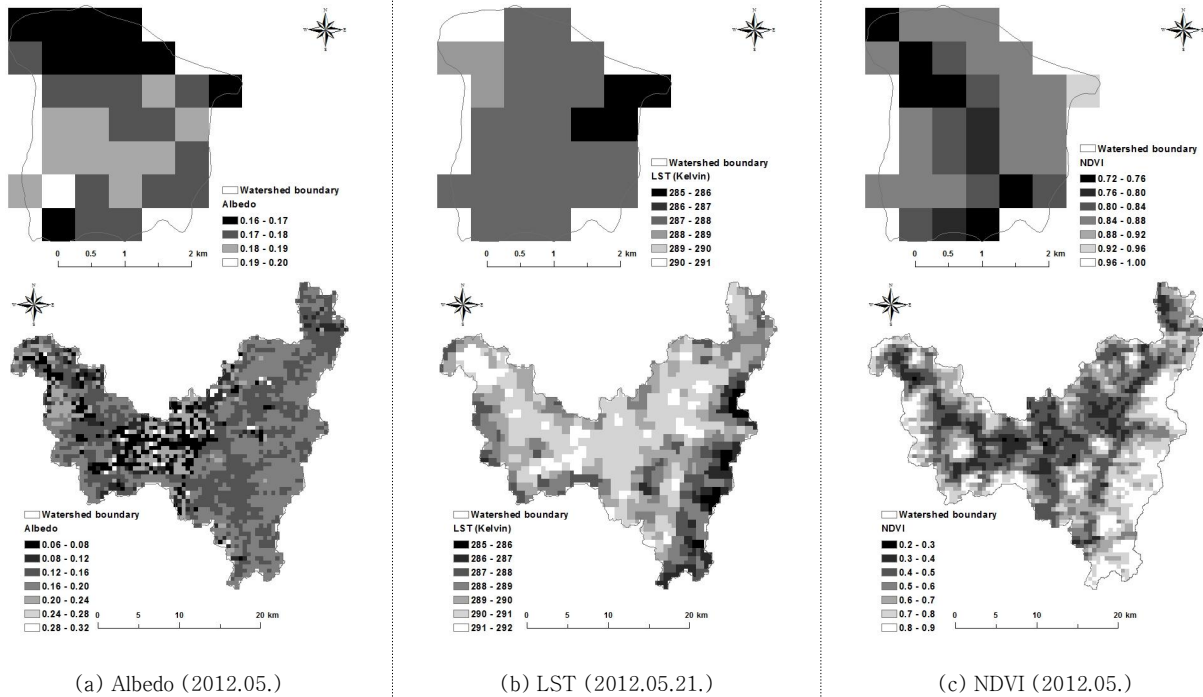 Watershed boundary
Albedo
0.16 - 0.17
0.17 - 0.18
0.18 - 0.19
0.19 - 0.20
0 0.5 1 2 km
Watershed boundary
LST (Kelvin)
285 - 286
286 - 287
287 - 288
288 - 289
289 - 290
290 - 291
0 0.5 1 2 km
Watershed boundary
NDVI
0.72 - 0.76
0.76 - 0.80
0.80 - 0.84
0.84 - 0.88
0.88 - 0.92
0.92 - 0.96
0.96 - 1.00
0 0.5 1 2 km
Watershed boundary
Albedo
0.06 - 0.08
0.08 - 0.12
0.12 - 0.16
0.16 - 0.20
0.20 - 0.24
0.24 - 0.28
0.28 - 0.32
0 5 10 20 km
Watershed boundary
LST (Kelvin)
285 - 286
286 - 287
287 - 288
288 - 289
289 - 290
290 - 291
291 - 292
0 5 10 20 km
Watershed boundary
NDVI
0.2 - 0.3
0.3 - 0.4
0.4 - 0.5
0.5 - 0.6
0.6 - 0.7
0.7 - 0.8
0.8 - 0.9
0 5 10 20 km
(a) Albedo (2012.05.)
(b) LST (2012.05.21.)
(c) NDVI (2012.05.)